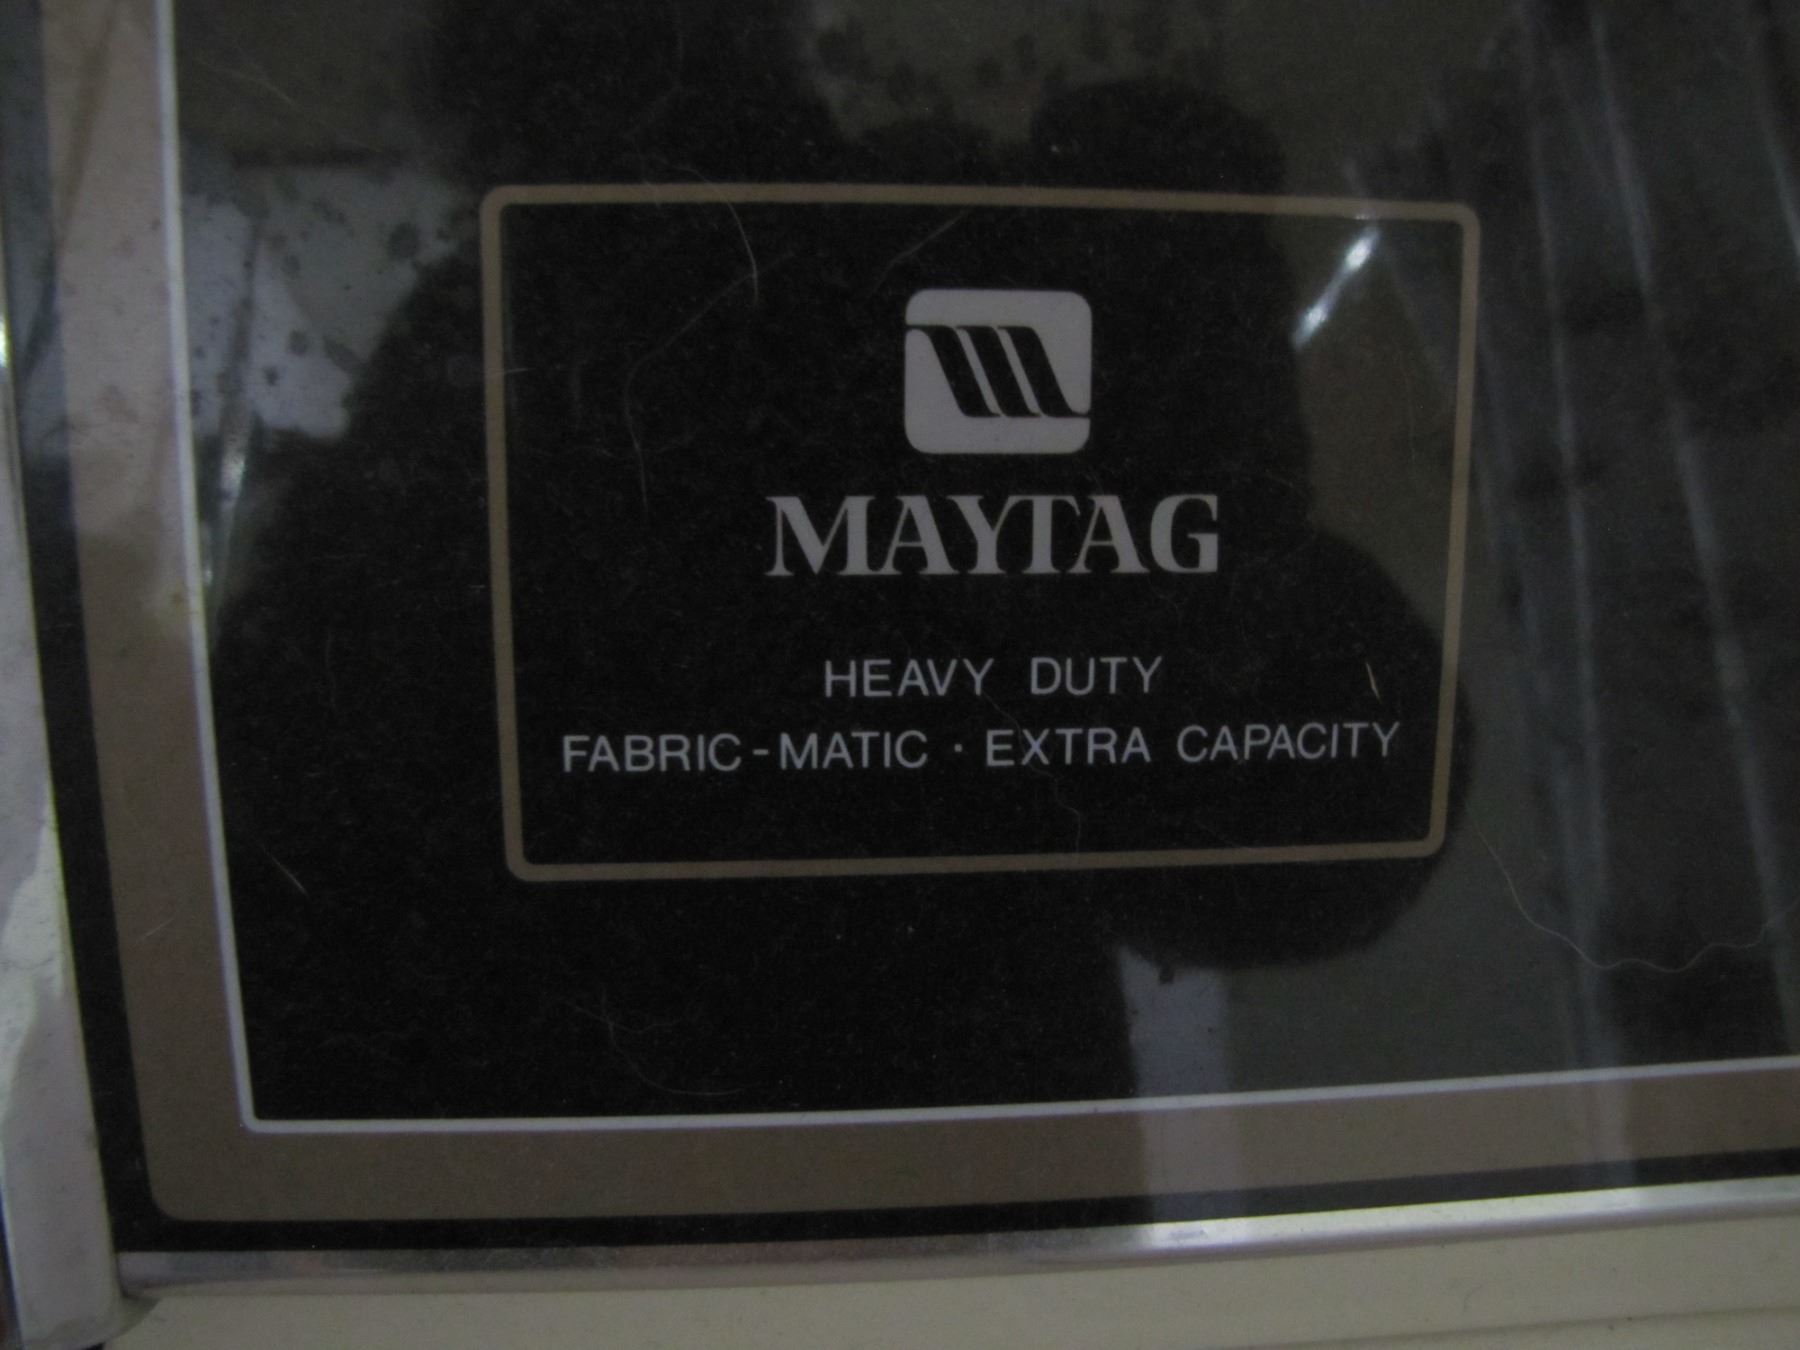 MAYTAG
HEAVY DUTY
FABRIC-MATIC · EXTRA CAPACITY